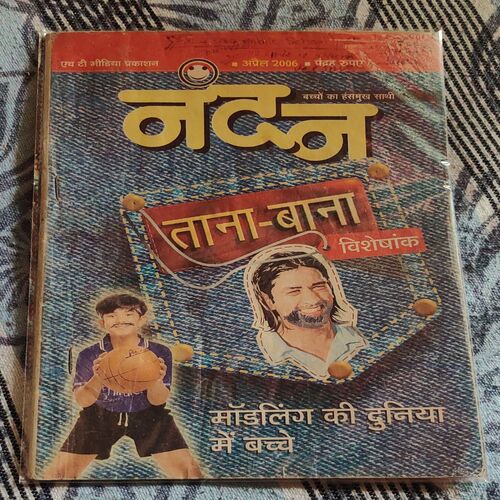 एच टी मीडिया प्रकाशन
▪ अप्रैल 2006 ▪ पंद्रह रुपए
बच्चों का हंसमुख साथी
नंदन
ताना-बाना
विशेषांक
मॉडलिंग की दुनिया
में बच्चे